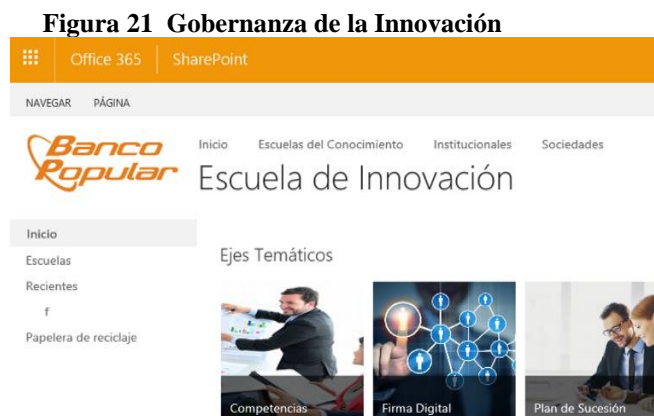 Figura 21 Gobernanza de la Innovación
Office 365 SharePoint
NAVEGAR PÁGINA
Banco
Popular
Inicio Escuelas del Conocimiento Institucionales Sociedades
Escuela de Innovación
Inicio
Escuelas
Recientes
f
Papelera de reciclaje
Ejes Temáticos
Competencias Firma Digital Plan de Sucesión